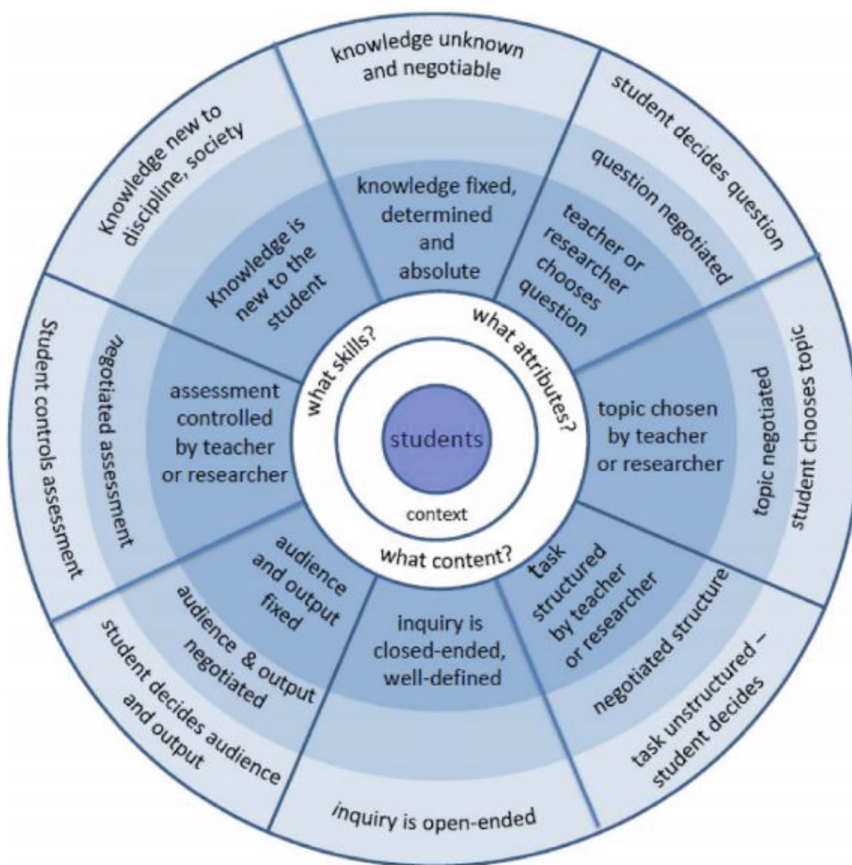 knowledge unknown
and negotiable
knowledge fixed,
determined
and
absolute
student decides question
question negotiated
teacher or
researcher
chooses
question
student chooses topic
topic negotiated
topic chosen
by teacher
or researcher
task unstructured –
student decides
negotiated structure
task
structured
by teacher
or researcher
inquiry is
closed-ended,
well-defined
inquiry is open-ended
audience
and output
fixed
audience & output
negotiated
student decides audience
and output
assessment
controlled
by teacher
or researcher
negotiated assessment
Student controls assessment
Knowledge new to
discipline, society
Knowledge is
new to the
student
what skills?
what attributes?
what content?
students
context